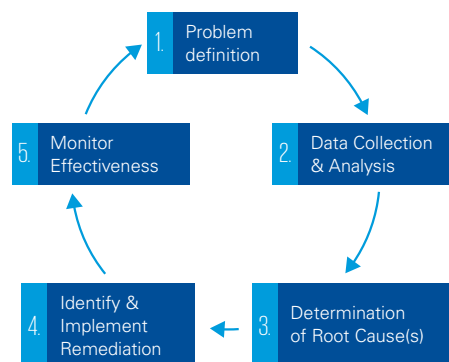 1. Problem
definition
2. Data Collection
& Analysis
3. Determination
of Root Cause(s)
4. Identify &
Implement
Remediation
5. Monitor
Effectiveness